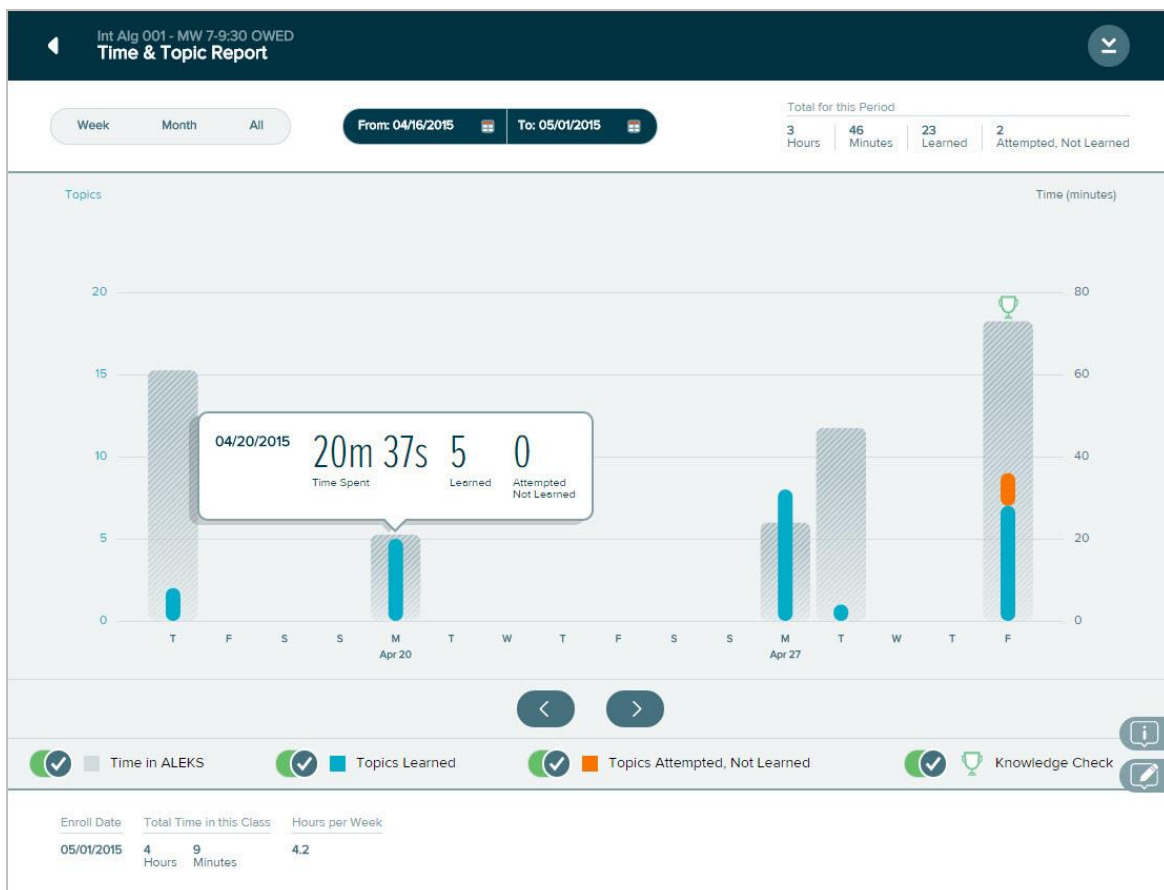 Int Alg 001 - MW 7-9:30 OWED
Time & Topic Report
Week Month All
From: 04/16/2015 To: 05/01/2015
Total for this Period
3 46 23 2
Hours Minutes Learned Attempted, Not Learned
Topics Time (minutes)
20 80
15 60
04/20/2015 20m 37s 5 0
Time Spent Learned Attempted
Not Learned
10 40
5 20
0 0
T F S S M T W T F S S M T W T F
Apr 20 Apr 27
Time in ALEKS Topics Learned Topics Attempted, Not Learned Knowledge Check
Enroll Date Total Time in this Class Hours per Week
05/01/2015 4 9 4.2
Hours Minutes